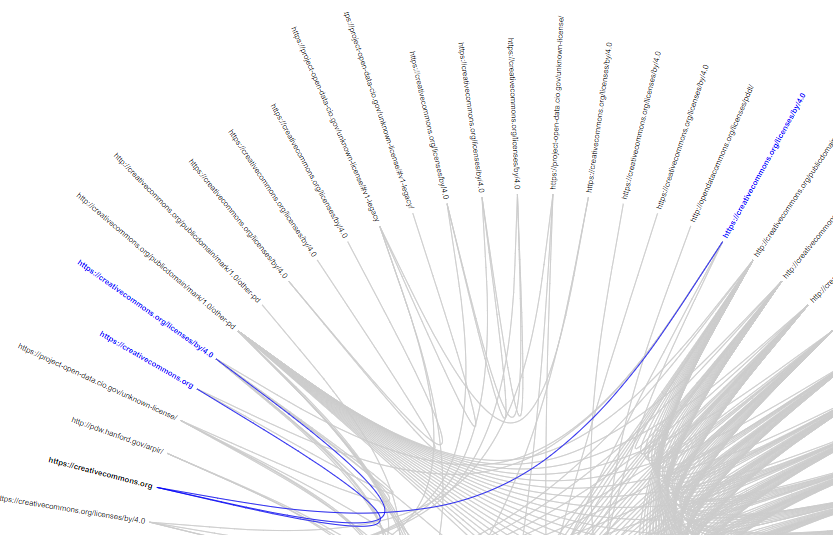 https://project-open-data.cio.gov/unknown-license/
tps://project-open-data.cio.gov/unknown-license/#v1-legacy/
https://project-open-data.cio.gov/unknown-license/#v1-legacy
https://creativecommons.org/licenses/by/4.0
https://creativecommons.org/licenses/by/4.0
https://creativecommons.org/licenses/by/4.0
https://creativecommons.org/licenses/by/4.0
https://creativecommons.org/licenses/by/4.0
https://creativecommons.org/licenses/by/4.0
http://opendatacommons.org/licenses/pddl/
https://creativecommons.org/licenses/by/4.0
http://creativecommons.org/publicdomain
http://creativecommons
http://cre
https://creativecommons.org/licenses/by/4.0
https://creativecommons.org/licenses/by/4.0
https://creativecommons.org/licenses/by/4.0
http://creativecommons.org/publicdomain/mark/1.0/other-pd
http://creativecommons.org/publicdomain/mark/1.0/other-pd
https://creativecommons.org/licenses/by/4.0
https://creativecommons.org
https://project-open-data.cio.gov/unknown-license/
http://pdw.hanford.gov/arpir/
https://creativecommons.org
ttps://creativecommons.org/licenses/by/4.0